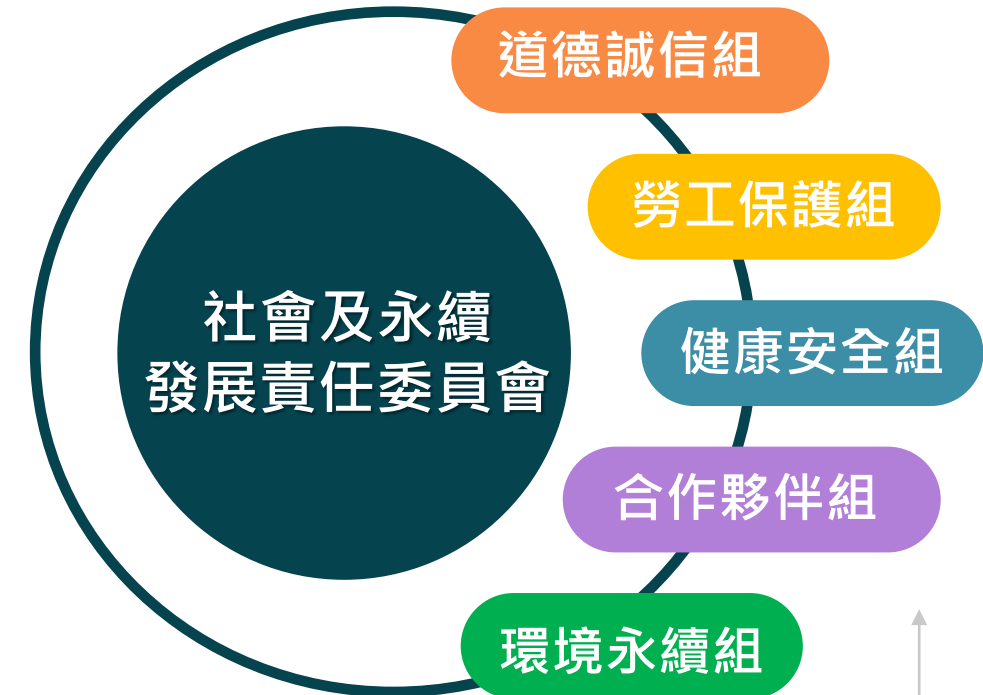 道德誠信組
勞工保護組
社會及永續
發展責任委員會
健康安全組
合作夥伴組
環境永續組